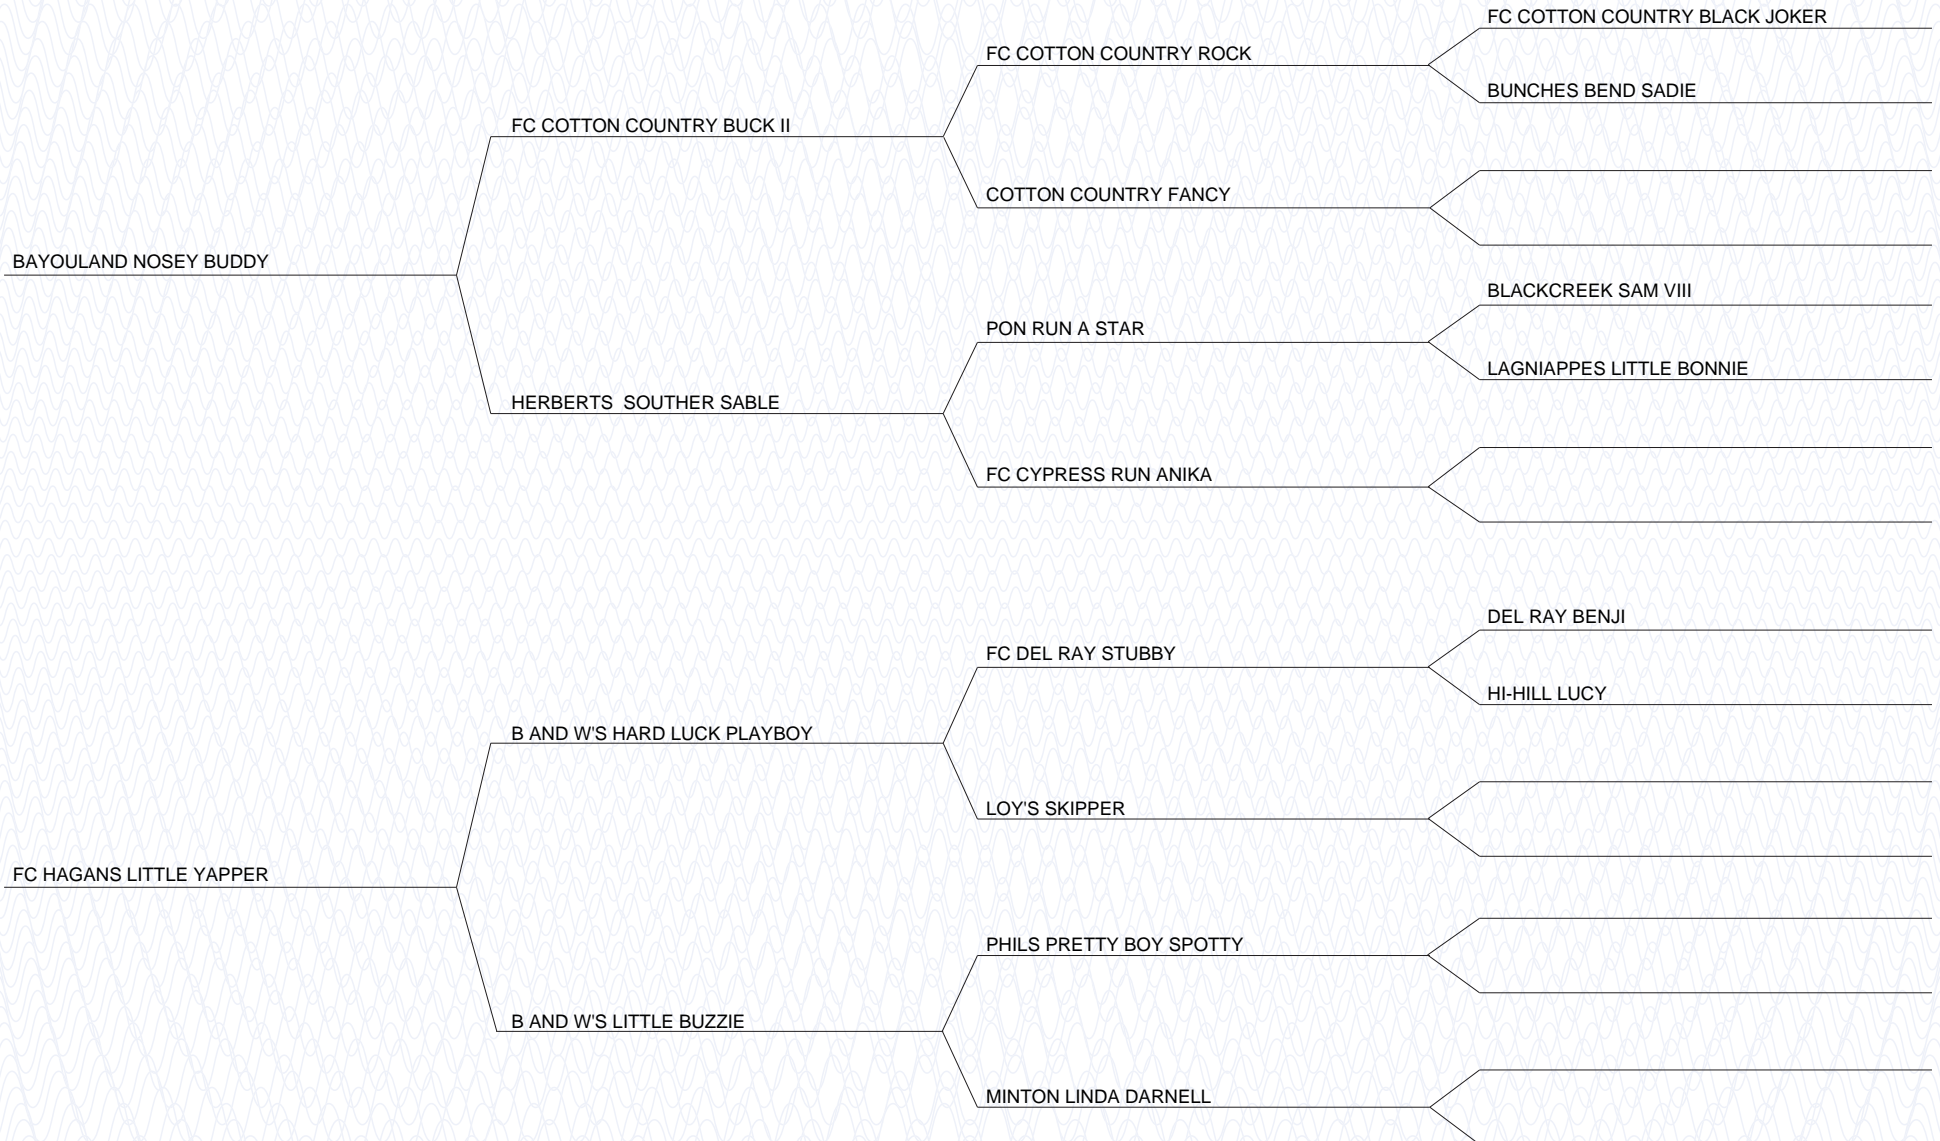 FC COTTON COUNTRY BLACK JOKER
FC COTTON COUNTRY ROCK
BUNCHES BEND SADIE
FC COTTON COUNTRY BUCK II
COTTON COUNTRY FANCY
BAYOULAND NOSEY BUDDY
BLACKCREEK SAM VIII
PON RUN A STAR
LAGNIAPPES LITTLE BONNIE
HERBERTS  SOUTHER SABLE
FC CYPRESS RUN ANIKA
DEL RAY BENJI
FC DEL RAY STUBBY
HI-HILL LUCY
B AND W'S HARD LUCK PLAYBOY
LOY'S SKIPPER
FC HAGANS LITTLE YAPPER
PHILS PRETTY BOY SPOTTY
B AND W'S LITTLE BUZZIE
MINTON LINDA DARNELL